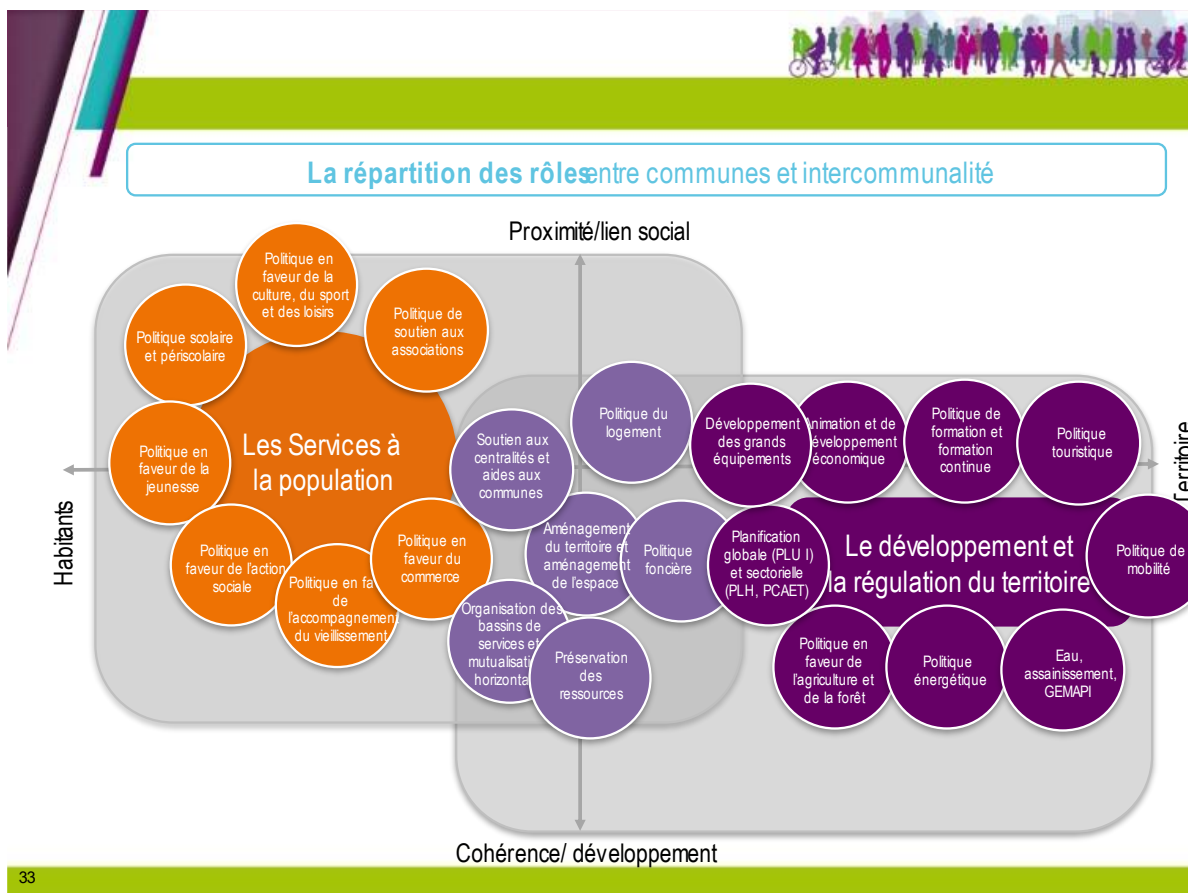 La répartition des rôles entre communes et intercommunalité
Proximité/lien social
Politique en
faveur de la
culture, du sport
et des loisirs
Politique de
soutien aux
associations
Politique scolaire
et périscolaire
Politique en
faveur de la
jeunesse
Les Services à
la population
Politique en
faveur de l'action
sociale
Politique en fa
de
l'accompagnement
du vieillissement
Politique en
faveur du
commerce
Soutien aux
centralités et
aides aux
communes
Politique du
logement
Aménagement
du territoire et
aménagement
de l'espace
Politique
foncière
Organisation des
bassins de
services et
mutualisati
horizonta
Préservation
des
ressources
Développement
des grands
équipements
Animation et de
développement
économique
Politique de
formation et
formation
continue
Politique
touristique
Planification
globale (PLU I)
et sectorielle
(PLH, PCAET)
Le développement et
la régulation du territoire
Politique de
mobilité
Politique en
faveur de
l'agriculture et
de la forêt
Politique
énergétique
Eau,
assainissement,
GEMAPI
Habitants
Territoire
Cohérence/ développement
33